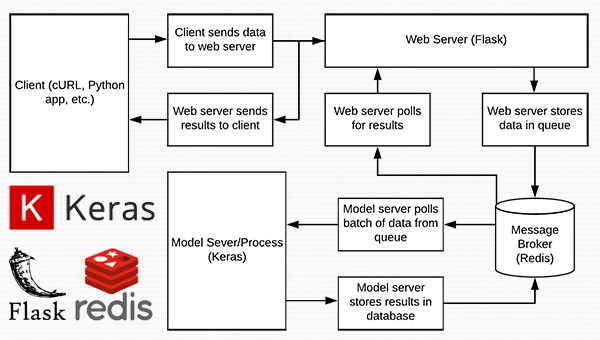 Client (cURL, Python
app, etc.)
Client sends data
to web server
Web Server (Flask)
Web server sends
results to client
Web server polls
for results
Web server stores
data in queue
Model Sever/Process
(Keras)
Model server polls
batch of data from
queue
Message
Broker
(Redis)
Model server
stores results in
database
K Keras
Flask
redis